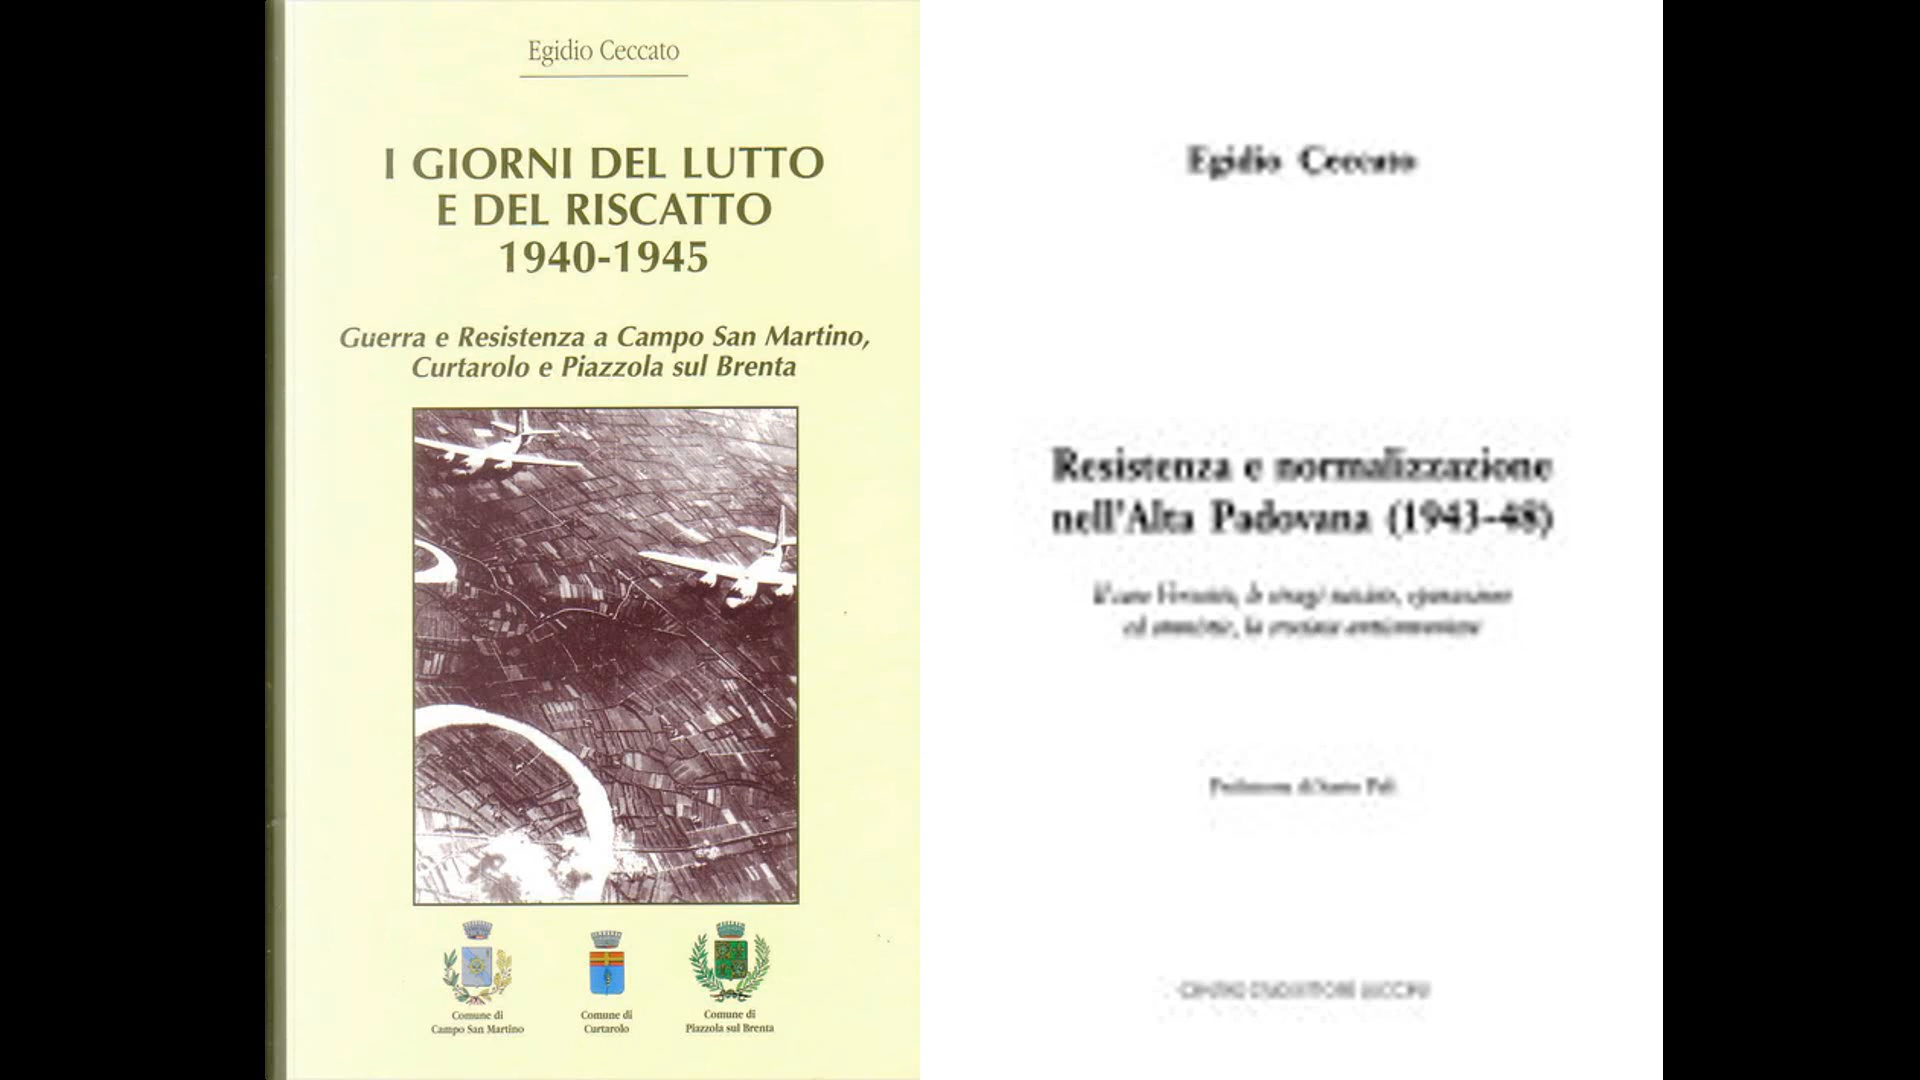 Egidio Ceccato
I GIORNI DEL LUTTO
E DEL RISCATTO
1940-1945
Guerra e Resistenza a Campo San Martino,
Curtarolo e Piazzola sul Brenta
Comune di
Campo San Martino
Comune di
Curtarolo
Comune di
Piazzola sul Brenta
Egidio Ceccato
Resistenza e normalizzazione
nell'Alta Padovana (1943-48)